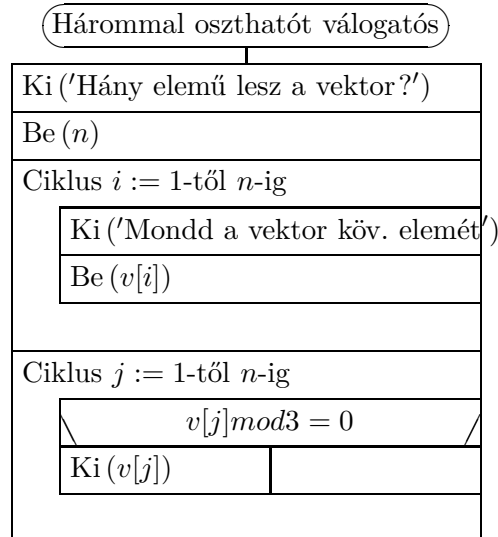 Hárommal oszthatót válogatós
Ki('Hány elemű lesz a vektor?')
Be(n)
Ciklus i := 1-től n-ig
Ki('Mondd a vektor köv. elemét')
Be(v[i])
Ciklus j := 1-től n-ig
v[j]mod3 = 0
Ki(v[j])